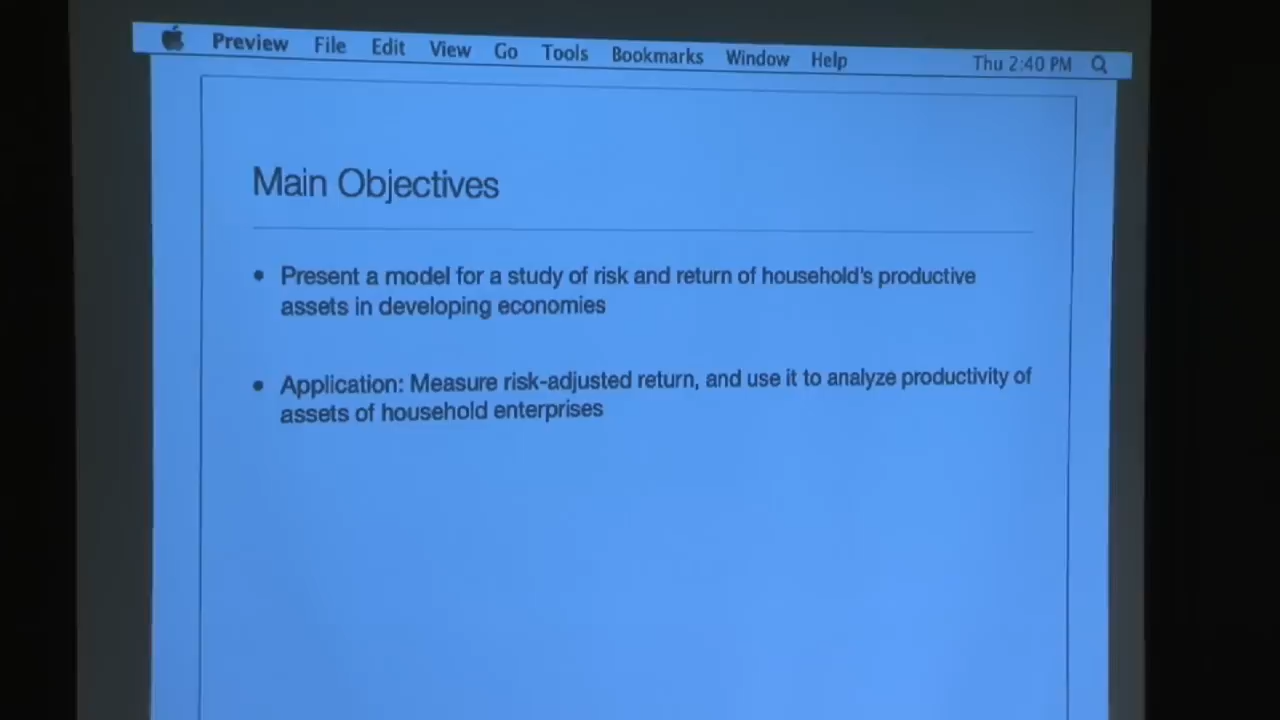 Preview File Edit View Go Tools Bookmarks Window Help Thu 2:40 PM
Main Objectives
• Present a model for a study of risk and return of household's productive
assets in developing economies
• Application: Measure risk-adjusted return, and use it to analyze productivity of
assets of household enterprises